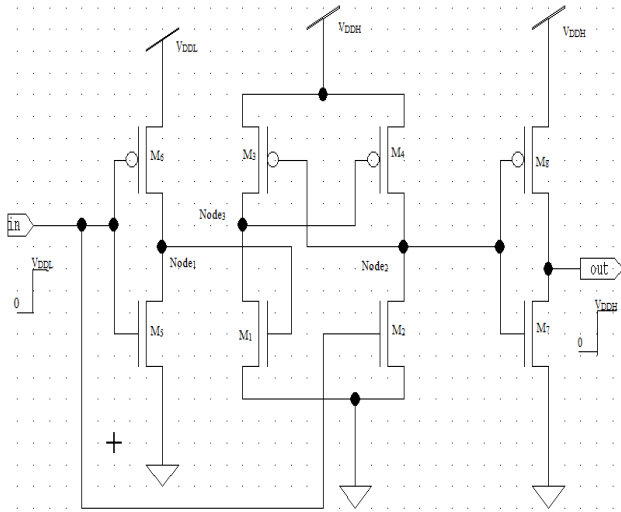 VDDL
VDDH
VDDH
M6
M3
M4
M8
in
Node3
Node1
Node2
out
VDDL
0
M5
M1
M2
M7
VDDH
0